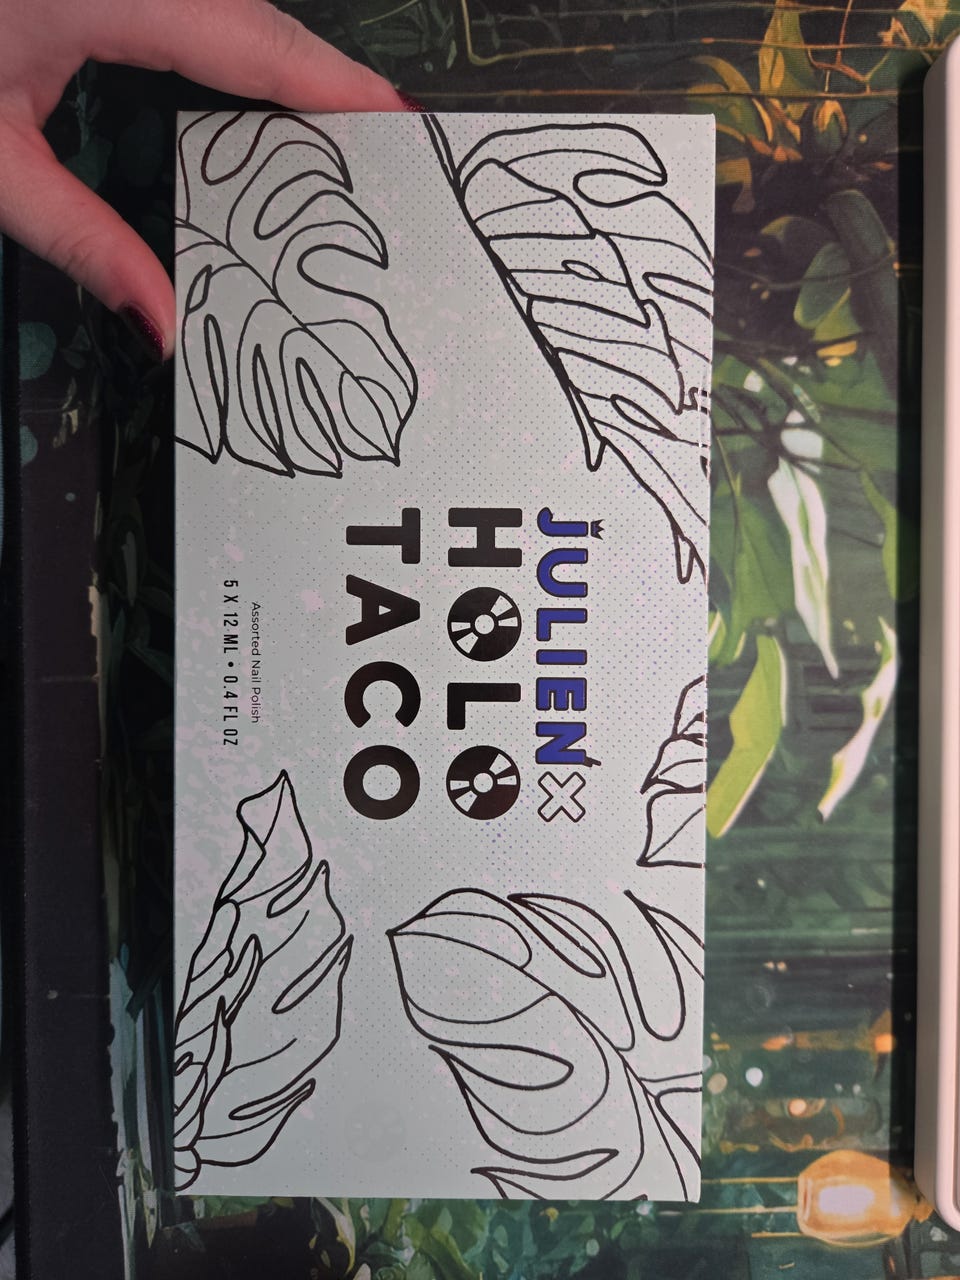 JULIEN X
HOLO
TACO
Assorted Nail Polish
5 X 12 ML • 0.4 FL OZ